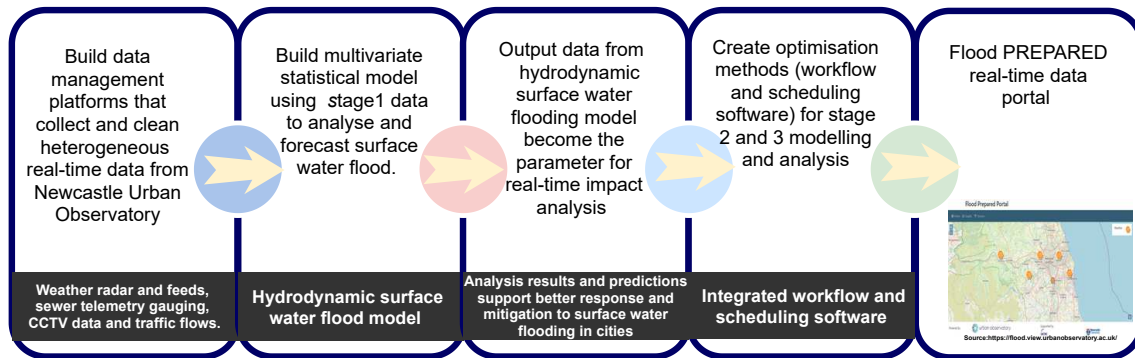 Build data
management
platforms that
collect and clean
heterogeneous
real-time data from
Newcastle Urban
Observatory
Weather radar and feeds,
sewer telemetry gauging,
CCTV data and traffic flows.
Build multivariate
statistical model
using stage1 data
to analyse and
forecast surface
water flood.
Hydrodynamic surface
water flood model
Output data from
hydrodynamic
surface water
flooding model
become the
parameter for
real-time impact
analysis
Analysis results and predictions
support better response and
mitigation to surface water
flooding in cities
Create optimisation
methods (workflow
and scheduling
software) for stage
2 and 3 modelling
and analysis
Integrated workflow and
scheduling software
Flood PREPARED
real-time data
portal
Flood Prepared Portal
urbanobservatory
Source:https://flood.view.urbanobservatory.ac.uk/